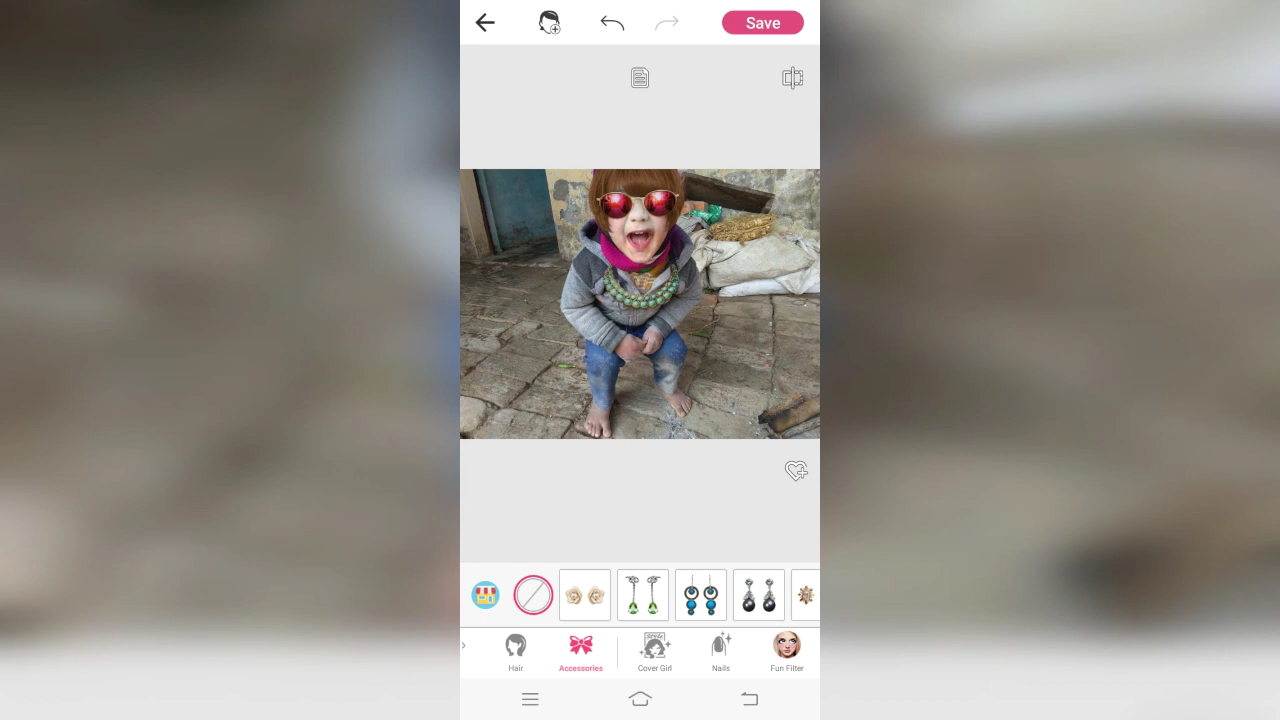 Save
Hair
Accessories
Cover Girl
Nails
Fun Filter